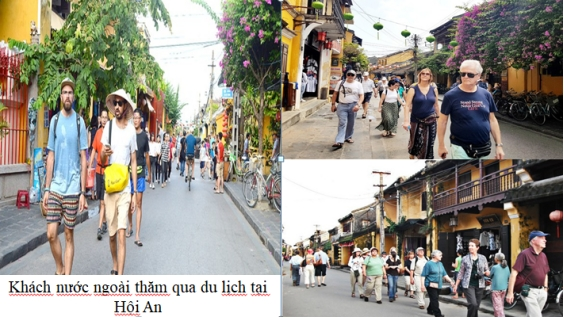 Khách nước ngoài thăm qua du lịch tại
Hội An